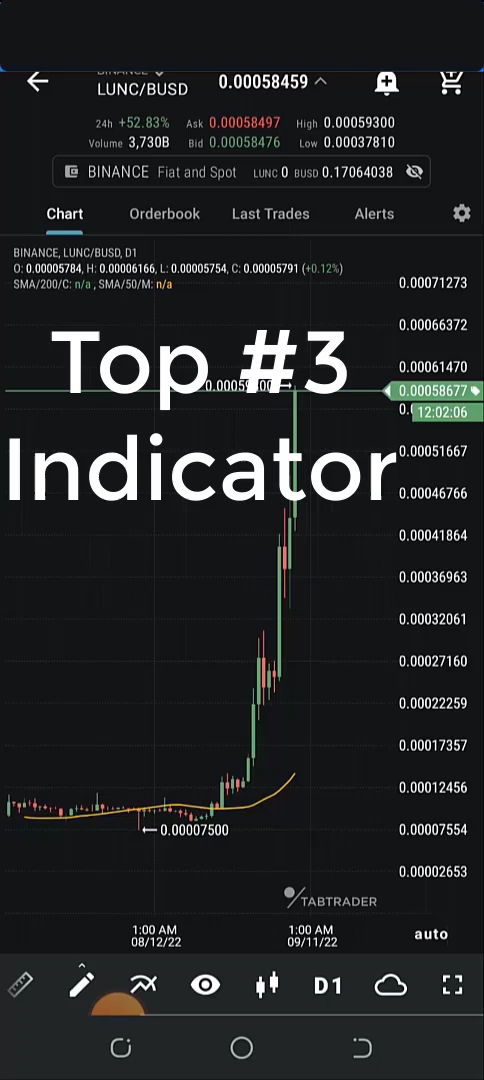 LUNC/BUSD
0.00058459
24h +52.83% Ask 0.00058497 High 0.00059300
Volume 3,730B Bid 0.00058476 Low 0.00037810
BINANCE Fiat and Spot LUNC 0 BUSD 0.17064038
Chart Orderbook Last Trades Alerts
BINANCE, LUNC/BUSD, D1
O: 0.00005784, H: 0.00006166, L: 0.00005754, C: 0.00005791 (+0.12%)
SMA/200/C: n/a , SMA/50/M: n/a
0.00071273
0.00066372
Top #3
0.00061470
0.00058677
12:02:06
Indicator
0.00051667
0.00046766
0.00041864
0.00036963
0.00032061
0.00027160
0.00022259
0.00017357
0.00012456
0.00007554
0.00007500
0.00002653
TABTRADER
1:00 AM
08/12/22
1:00 AM
09/11/22
auto
D1